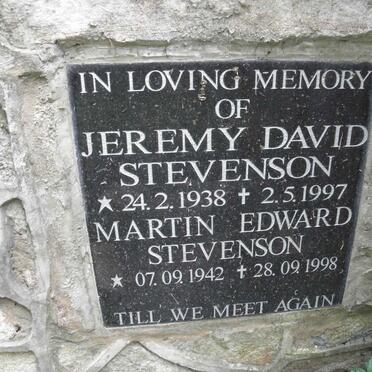 IN LOVING MEMORY
OF
JEREMY DAVID
STEVENSON
★ 24.2.1938 ✝ 2.5.1997
MARTIN EDWARD
STEVENSON
★ 07.09.1942 ✝ 28.09.1998
TILL WE MEET AGAIN